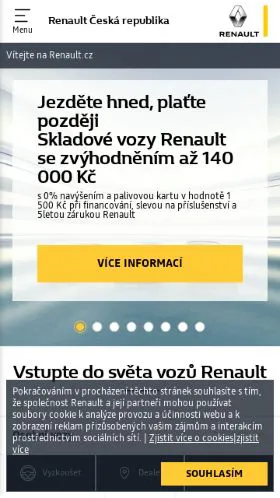 Menu
Renault Česká republika
RENAULT
Vítejte na Renault.cz
Jezděte hned, plaťte
později
Skladové vozy Renault
se zvýhodněním až 140
000 Kč
s 0% navýšením a palivovou kartu v hodnotě 1
500 Kč při financování, slevou na příslušenství a
5letou zárukou Renault
VÍCE INFORMACÍ
Vstupte do světa vozů Renault
Pokračováním v procházení těchto stránek souhlasíte s tím,
že společnost Renault a její partneři mohou používat
soubory cookie k analýze provozu a účinnosti webu a k
zobrazení reklam přizpůsobených vašim zájmům a interakcím
prostřednictvím sociálních sítí. | Zjistit více o cookies|zjistit
více
Vyzkoušet
Deale
SOUHLASÍM